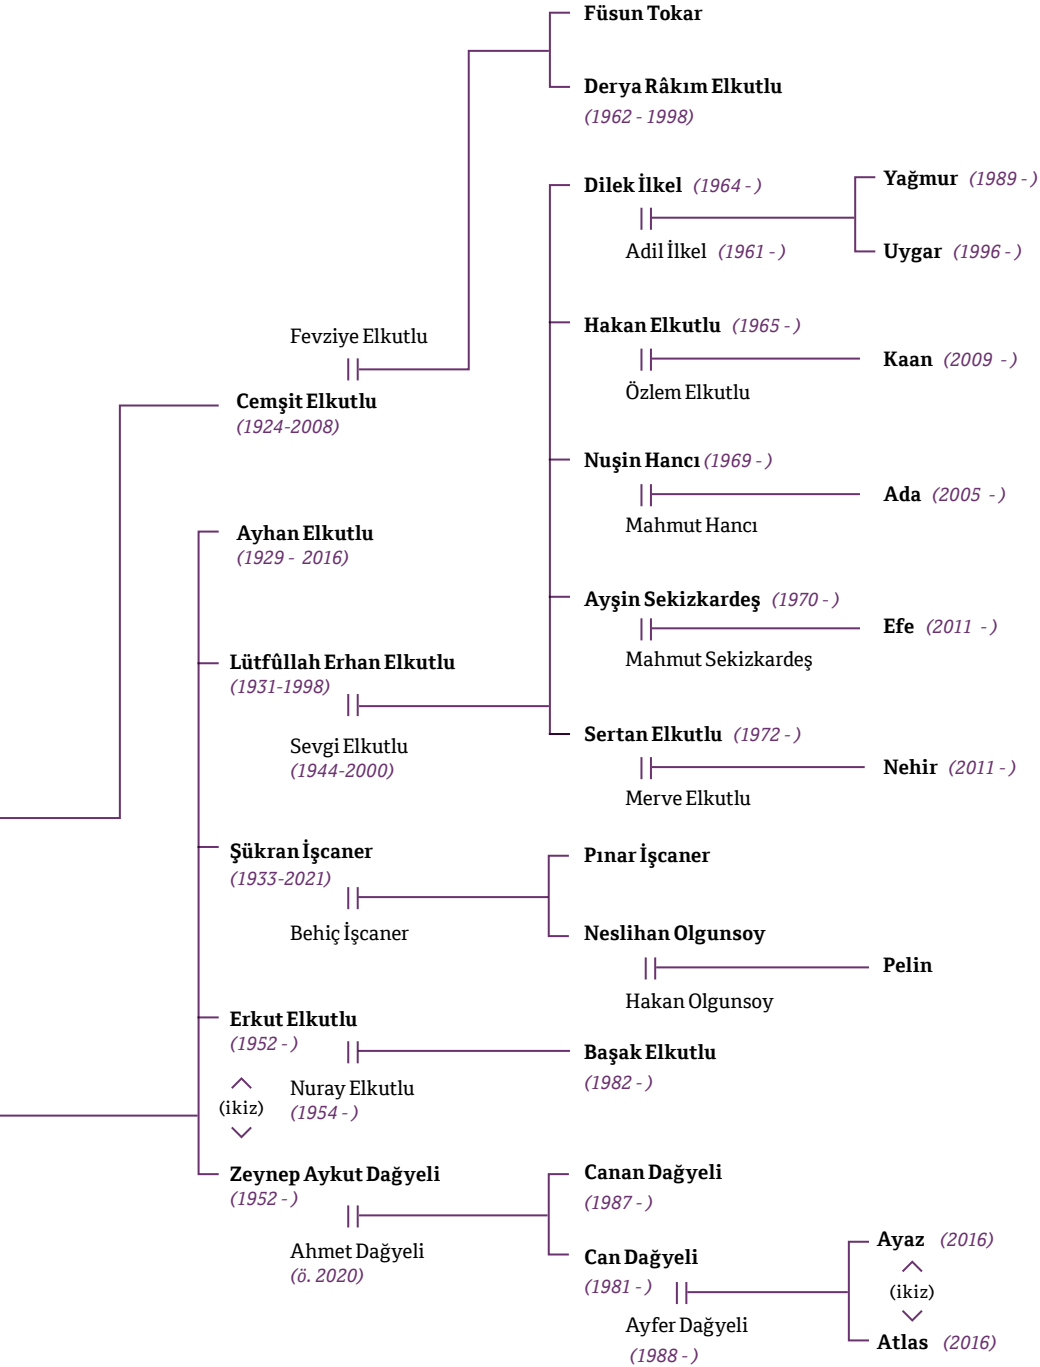 Füsun Tokar
Derya Râkım Elkutlu
(1962 - 1998)
Dilek İlkel (1964 - )
Adil İlkel (1961 - )
Yağmur (1989 - )
Uygar (1996 - )
Fevziye Elkutlu
Cemşit Elkutlu
(1924-2008)
Hakan Elkutlu (1965 - )
Özlem Elkutlu
Kaan (2009 - )
Nuşin Hancı (1969 - )
Mahmut Hancı
Ada (2005 - )
Ayhan Elkutlu
(1929 - 2016)
Ayşin Sekizkardeş (1970 - )
Mahmut Sekizkardeş
Efe (2011 - )
Lütfûllah Erhan Elkutlu
(1931-1998)
Sevgi Elkutlu
(1944-2000)
Sertan Elkutlu (1972 - )
Merve Elkutlu
Nehir (2011 - )
Şükran İşcaner
(1933-2021)
Behiç İşcaner
Pınar İşcaner
Neslihan Olgunsoy
Hakan Olgunsoy
Pelin
Erkut Elkutlu
(1952 - )
Nuray Elkutlu
(1954 - )
Başak Elkutlu
(1982 - )
(ikiz)
Zeynep Aykut Dağyeli
(1952 - )
Ahmet Dağyeli
(ö. 2020)
Canan Dağyeli
(1987 - )
Can Dağyeli
(1981 - )
Ayfer Dağyeli
(1988 - )
Ayaz (2016)
(ikiz)
Atlas (2016)